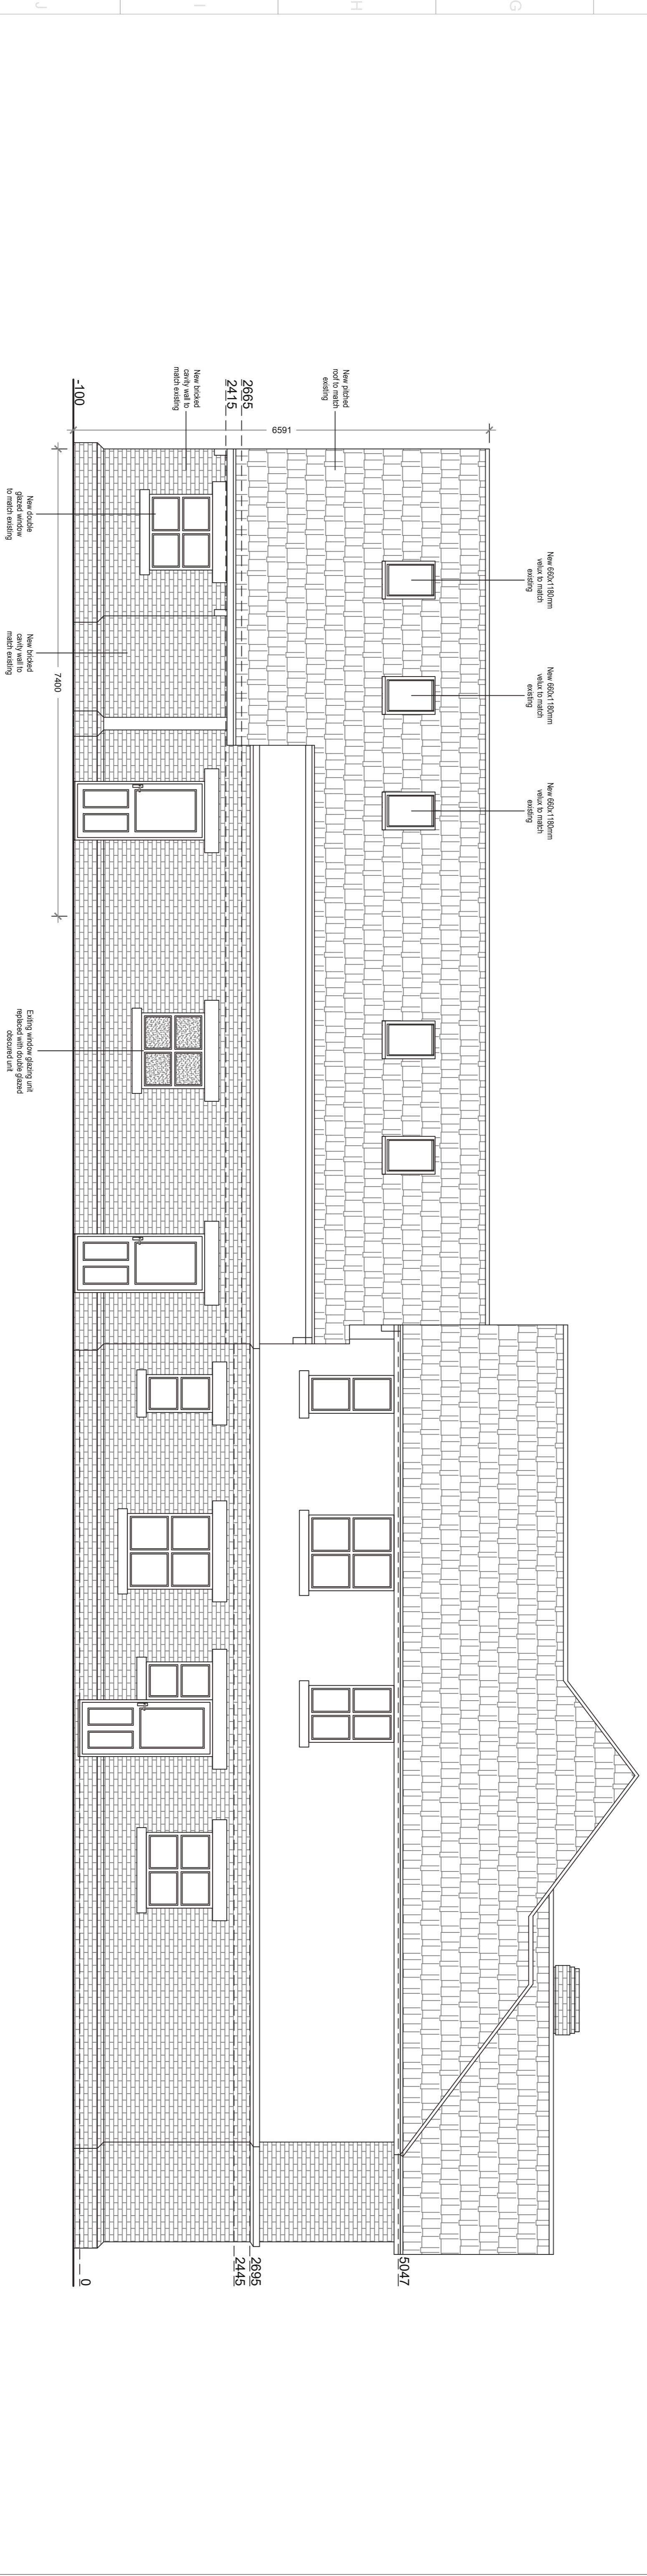 J
I
H
G
New 660x1180mm
velux to match
existing
New 660x1180mm
velux to match
existing
New 660x1180mm
velux to match
existing
New pitched
roof to match
existing
6591
5047
2665
2415
2695
2445
New bricked
cavity wall to
match existing
-100
0
7400
New double
glazed window
to match existing
New bricked
cavity wall to
match existing
Exiting window glazing unit
replaced with double glazed
obscured unit